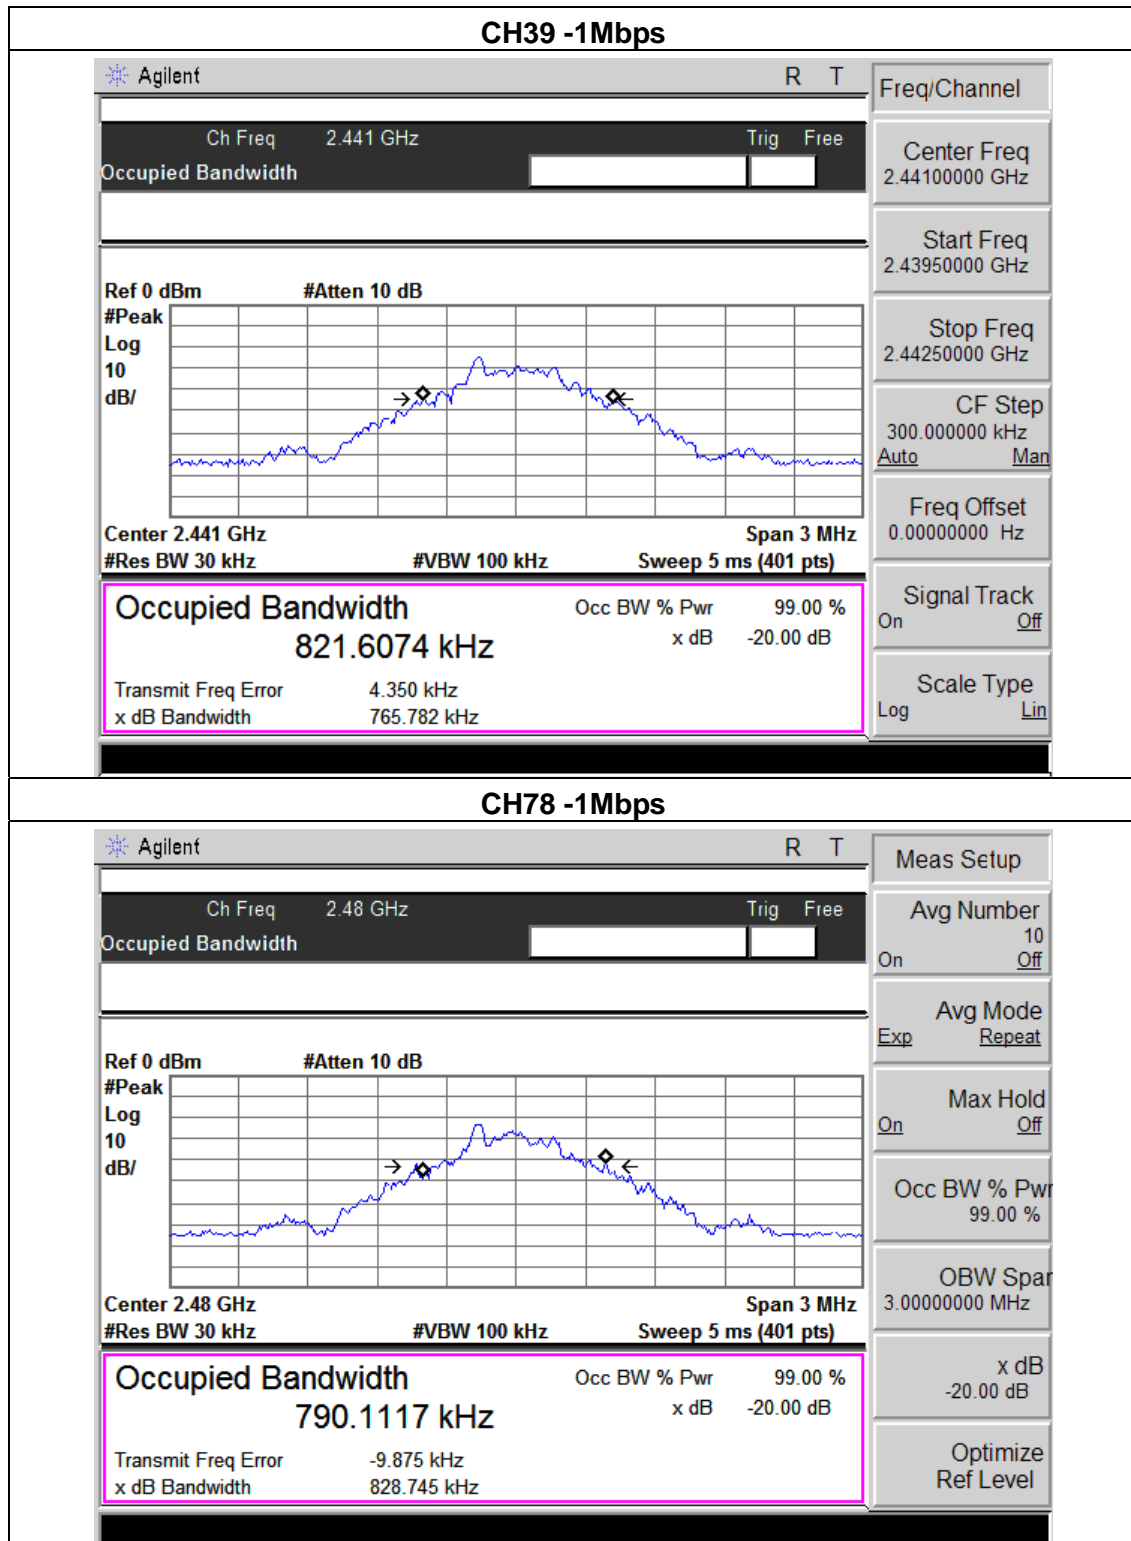 CH39 -1Mbps
Agilent R T
Freq/Channel
Ch Freq 2.441 GHz Trig Free
Occupied Bandwidth
Center Freq
2.44100000 GHz
Start Freq
2.43950000 GHz
Stop Freq
2.44250000 GHz
CF Step
300.000000 kHz
Auto Man
Freq Offset
0.00000000 Hz
Signal Track
On Off
Scale Type
Log Lin
Ref 0 dBm #Atten 10 dB
#Peak
Log
10
dB/
Center 2.441 GHz Span 3 MHz
#Res BW 30 kHz #VBW 100 kHz Sweep 5 ms (401 pts)
Occupied Bandwidth Occ BW % Pwr 99.00 %
821.6074 kHz x dB -20.00 dB
Transmit Freq Error 4.350 kHz
x dB Bandwidth 765.782 kHz
CH78 -1Mbps
Agilent R T
Meas Setup
Ch Freq 2.48 GHz Trig Free
Occupied Bandwidth
Avg Number
10
On Off
Avg Mode
Exp Repeat
Max Hold
On Off
Occ BW % Pwr
99.00 %
OBW Spar
3.00000000 MHz
x dB
-20.00 dB
Optimize
Ref Level
Ref 0 dBm #Atten 10 dB
#Peak
Log
10
dB/
Center 2.48 GHz Span 3 MHz
#Res BW 30 kHz #VBW 100 kHz Sweep 5 ms (401 pts)
Occupied Bandwidth Occ BW % Pwr 99.00 %
790.1117 kHz x dB -20.00 dB
Transmit Freq Error -9.875 kHz
x dB Bandwidth 828.745 kHz